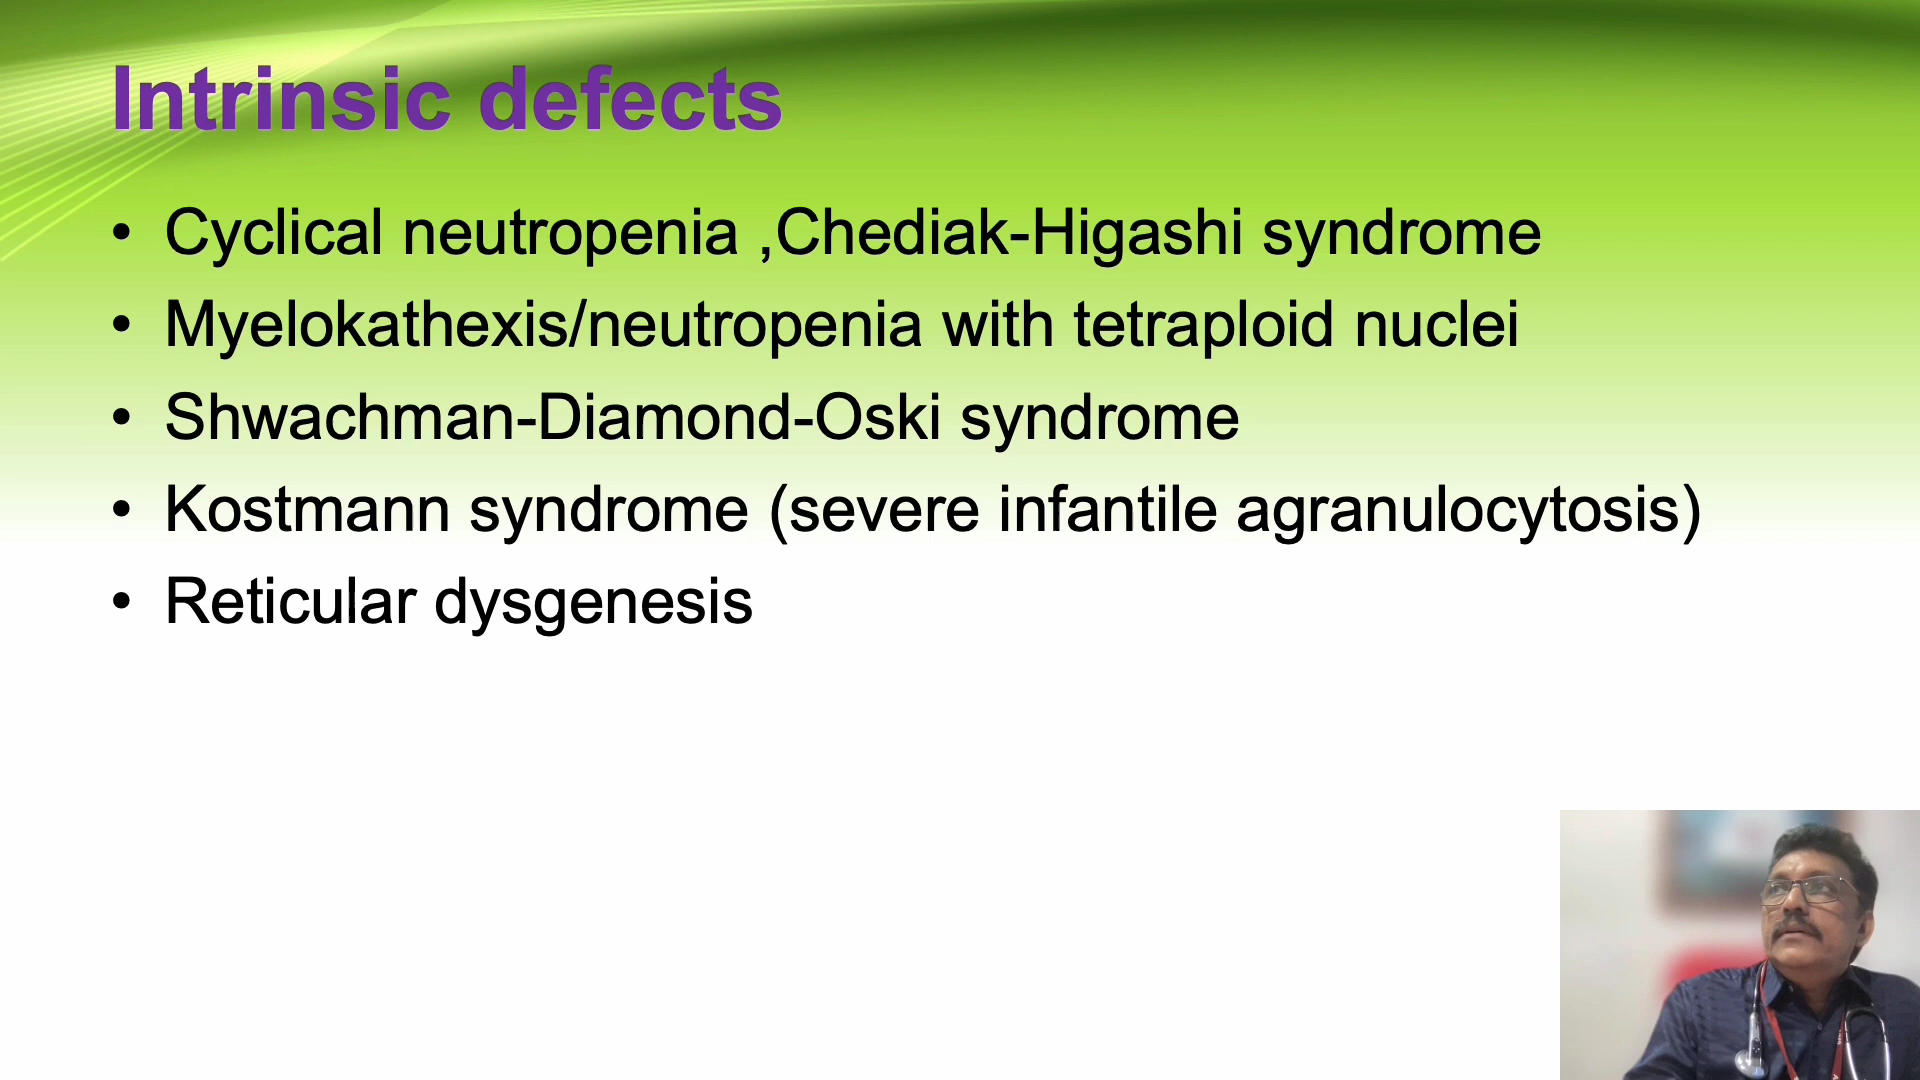 Intrinsic defects
• Cyclical neutropenia ,Chediak-Higashi syndrome
• Myelokathexis/neutropenia with tetraploid nuclei
• Shwachman-Diamond-Oski syndrome
• Kostmann syndrome (severe infantile agranulocytosis)
• Reticular dysgenesis